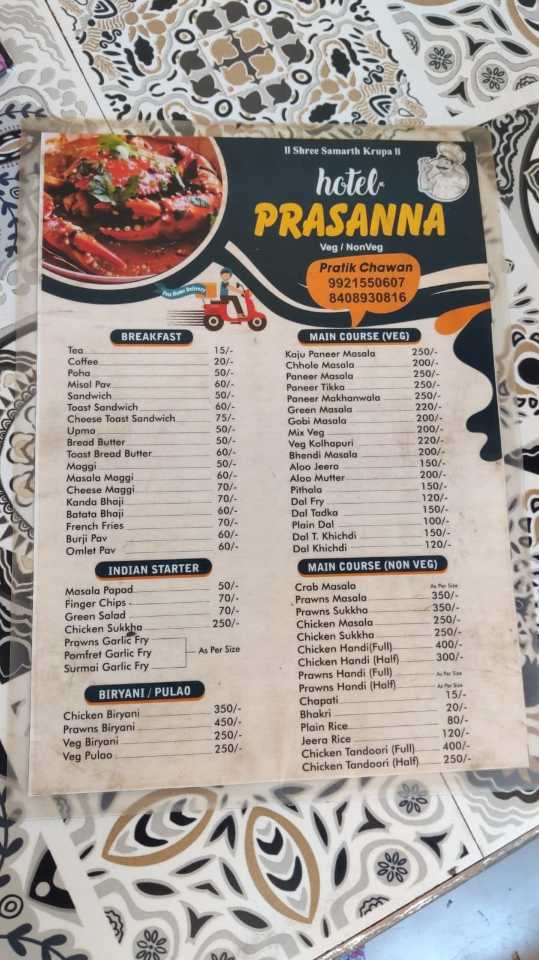 || Shree Samarth Krupa ||
hotel
PRASANNA
Veg / NonVeg
Pratik Chawan
9921550607
8408930816
Free Home Delivery
BREAKFAST
Tea 15/-
Coffee 20/-
Poha 50/-
Misal Pav 60/-
Sandwich 50/-
Toast Sandwich 60/-
Cheese Toast Sandwich 75/-
Upma 50/-
Bread Butter 50/-
Toast Bread Butter 60/-
Maggi 50/-
Masala Maggi 60/-
Cheese Maggi 70/-
Kanda Bhaji 70/-
Batata Bhaji 60/-
French Fries 70/-
Burji Pav 60/-
Omlet Pav 60/-
INDIAN STARTER
Masala Papad 50/-
Finger Chips 70/-
Green Salad 70/-
Chicken Sukkha 250/-
Prawns Garlic Fry
Pomfret Garlic Fry As Per Size
Surmai Garlic Fry
BIRYANI / PULAO
Chicken Biryani 350/-
Prawns Biryani 450/-
Veg Biryani 250/-
Veg Pulao 250/-
MAIN COURSE (VEG)
Kaju Paneer Masala 250/-
Chhole Masala 200/-
Paneer Masala 250/-
Paneer Tikka 250/-
Paneer Makhanwala 250/-
Green Masala 220/-
Gobi Masala 200/-
Mix Veg 200/-
Veg Kolhapuri 220/-
Bhendi Masala 200/-
Aloo Jeera 150/-
Aloo Mutter 200/-
Pithala 150/-
Dal Fry 120/-
Dal Tadka 150/-
Plain Dal 100/-
Dal T. Khichdi 150/-
Dal Khichdi 120/-
MAIN COURSE (NON VEG)
Crab Masala As Per Size
Prawns Masala 350/-
Prawns Sukkha 350/-
Chicken Masala 250/-
Chicken Sukkha 250/-
Chicken Handi(Full) 400/-
Chicken Handi (Half) 300/-
Prawns Handi (Full) As Per Size
Prawns Handi (Half) As Per Size
Chapati 15/-
Bhakri 20/-
Plain Rice 80/-
Jeera Rice 120/-
Chicken Tandoori (Full) 400/-
Chicken Tandoori (Half) 250/-